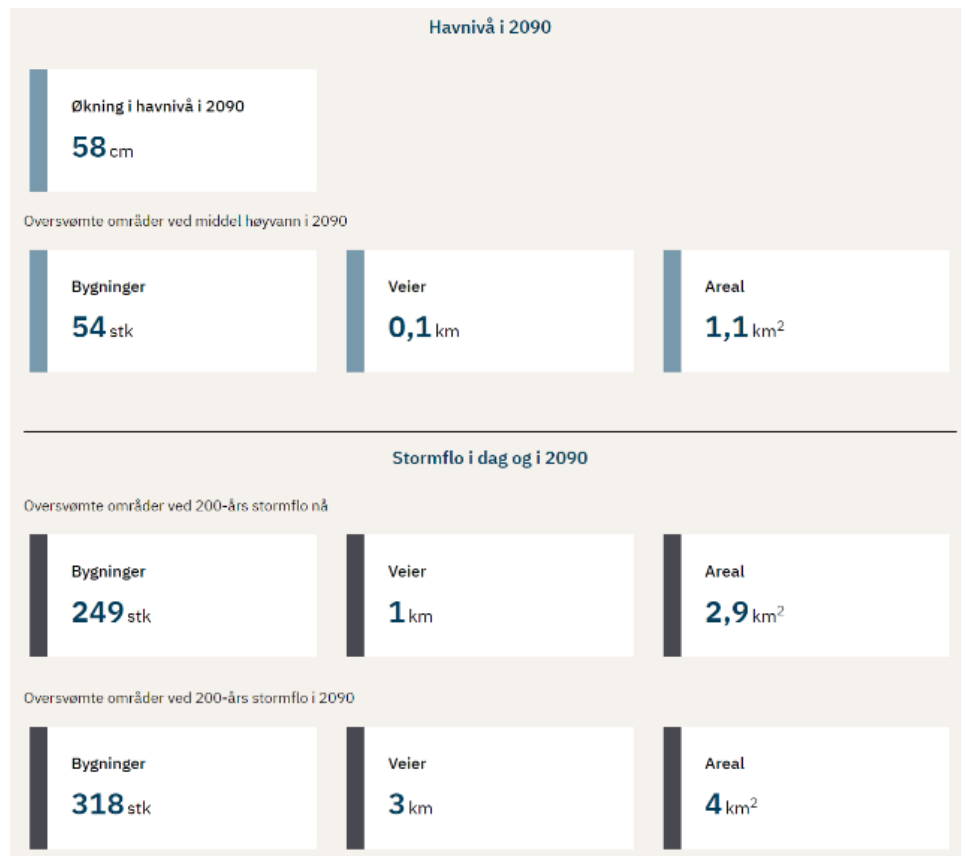 Havnivå i 2090
Økning i havnivå i 2090
58 cm
Oversvømte områder ved middel høyvann i 2090
Bygninger
54 stk
Veier
0,1 km
Areal
1,1 km²
Stormflo i dag og i 2090
Oversvømte områder ved 200-års stormflo nå
Bygninger
249 stk
Veier
1 km
Areal
2,9 km²
Oversvømte områder ved 200-års stormflo i 2090
Bygninger
318 stk
Veier
3 km
Areal
4 km²